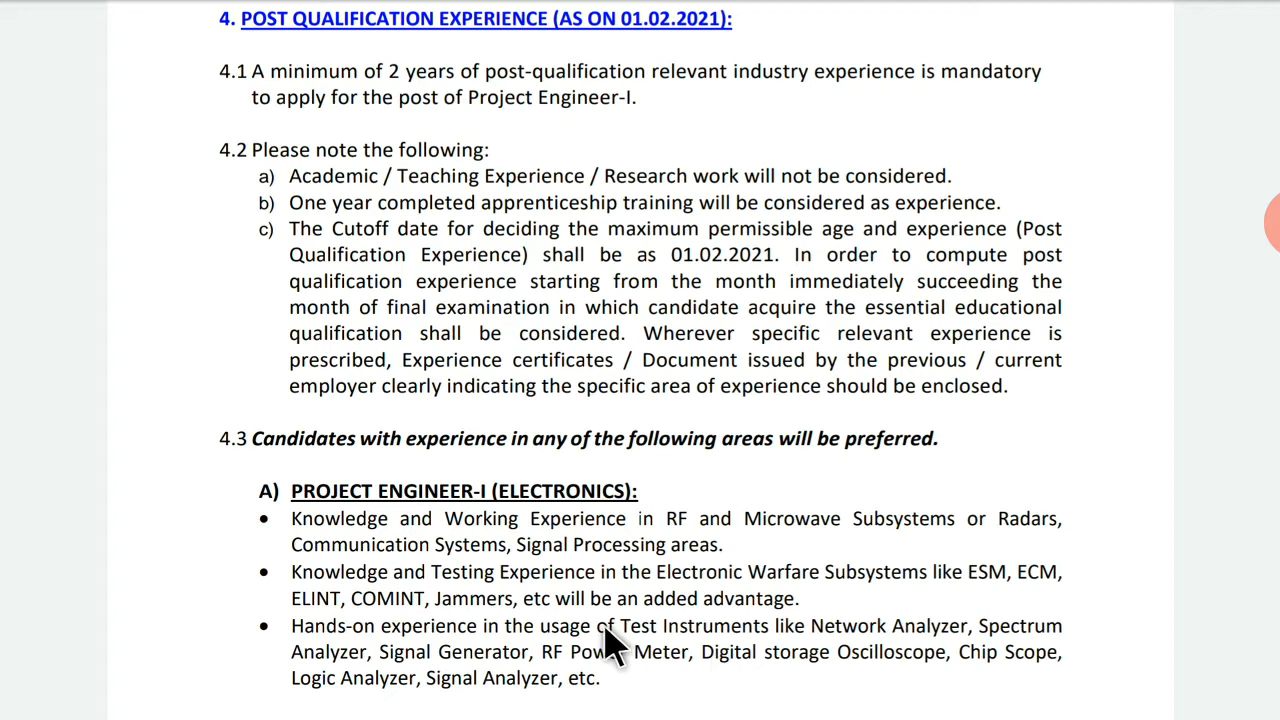 4. POST QUALIFICATION EXPERIENCE (AS ON 01.02.2021):
4.1 A minimum of 2 years of post-qualification relevant industry experience is mandatory
to apply for the post of Project Engineer-I.
4.2 Please note the following:
a) Academic / Teaching Experience / Research work will not be considered.
b) One year completed apprenticeship training will be considered as experience.
c) The Cutoff date for deciding the maximum permissible age and experience (Post
Qualification Experience) shall be as 01.02.2021. In order to compute post
qualification experience starting from the month immediately succeeding the
month of final examination in which candidate acquire the essential educational
qualification shall be considered. Wherever specific relevant experience is
prescribed, Experience certificates / Document issued by the previous / current
employer clearly indicating the specific area of experience should be enclosed.
4.3 Candidates with experience in any of the following areas will be preferred.
A) PROJECT ENGINEER-I (ELECTRONICS):
• Knowledge and Working Experience in RF and Microwave Subsystems or Radars,
Communication Systems, Signal Processing areas.
• Knowledge and Testing Experience in the Electronic Warfare Subsystems like ESM, ECM,
ELINT, COMINT, Jammers, etc will be an added advantage.
• Hands-on experience in the usage of Test Instruments like Network Analyzer, Spectrum
Analyzer, Signal Generator, RF Power Meter, Digital storage Oscilloscope, Chip Scope,
Logic Analyzer, Signal Analyzer, etc.